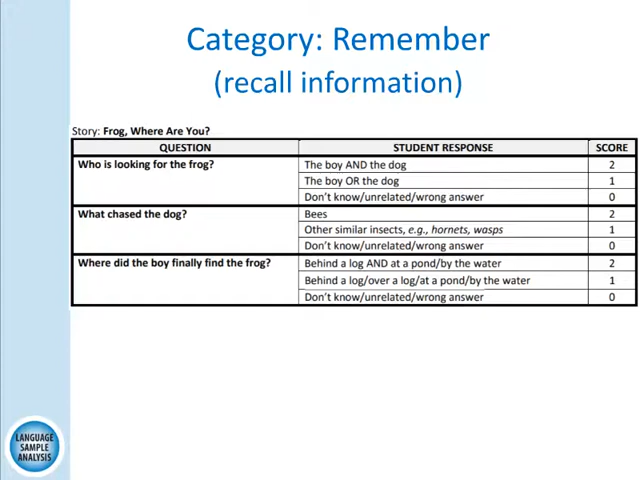 Category: Remember
(recall information)
Story: Frog, Where Are You?
QUESTION STUDENT RESPONSE SCORE
Who is looking for the frog? The boy AND the dog 2
The boy OR the dog 1
Don't know/unrelated/wrong answer 0
What chased the dog? Bees 2
Other similar insects, e.g., hornets, wasps 1
Don't know/unrelated/wrong answer 0
Where did the boy finally find the frog? Behind a log AND at a pond/by the water 2
Behind a log/over a log/at a pond/by the water 1
Don't know/unrelated/wrong answer 0
LANGUAGE
SAMPLE
ANALYSIS